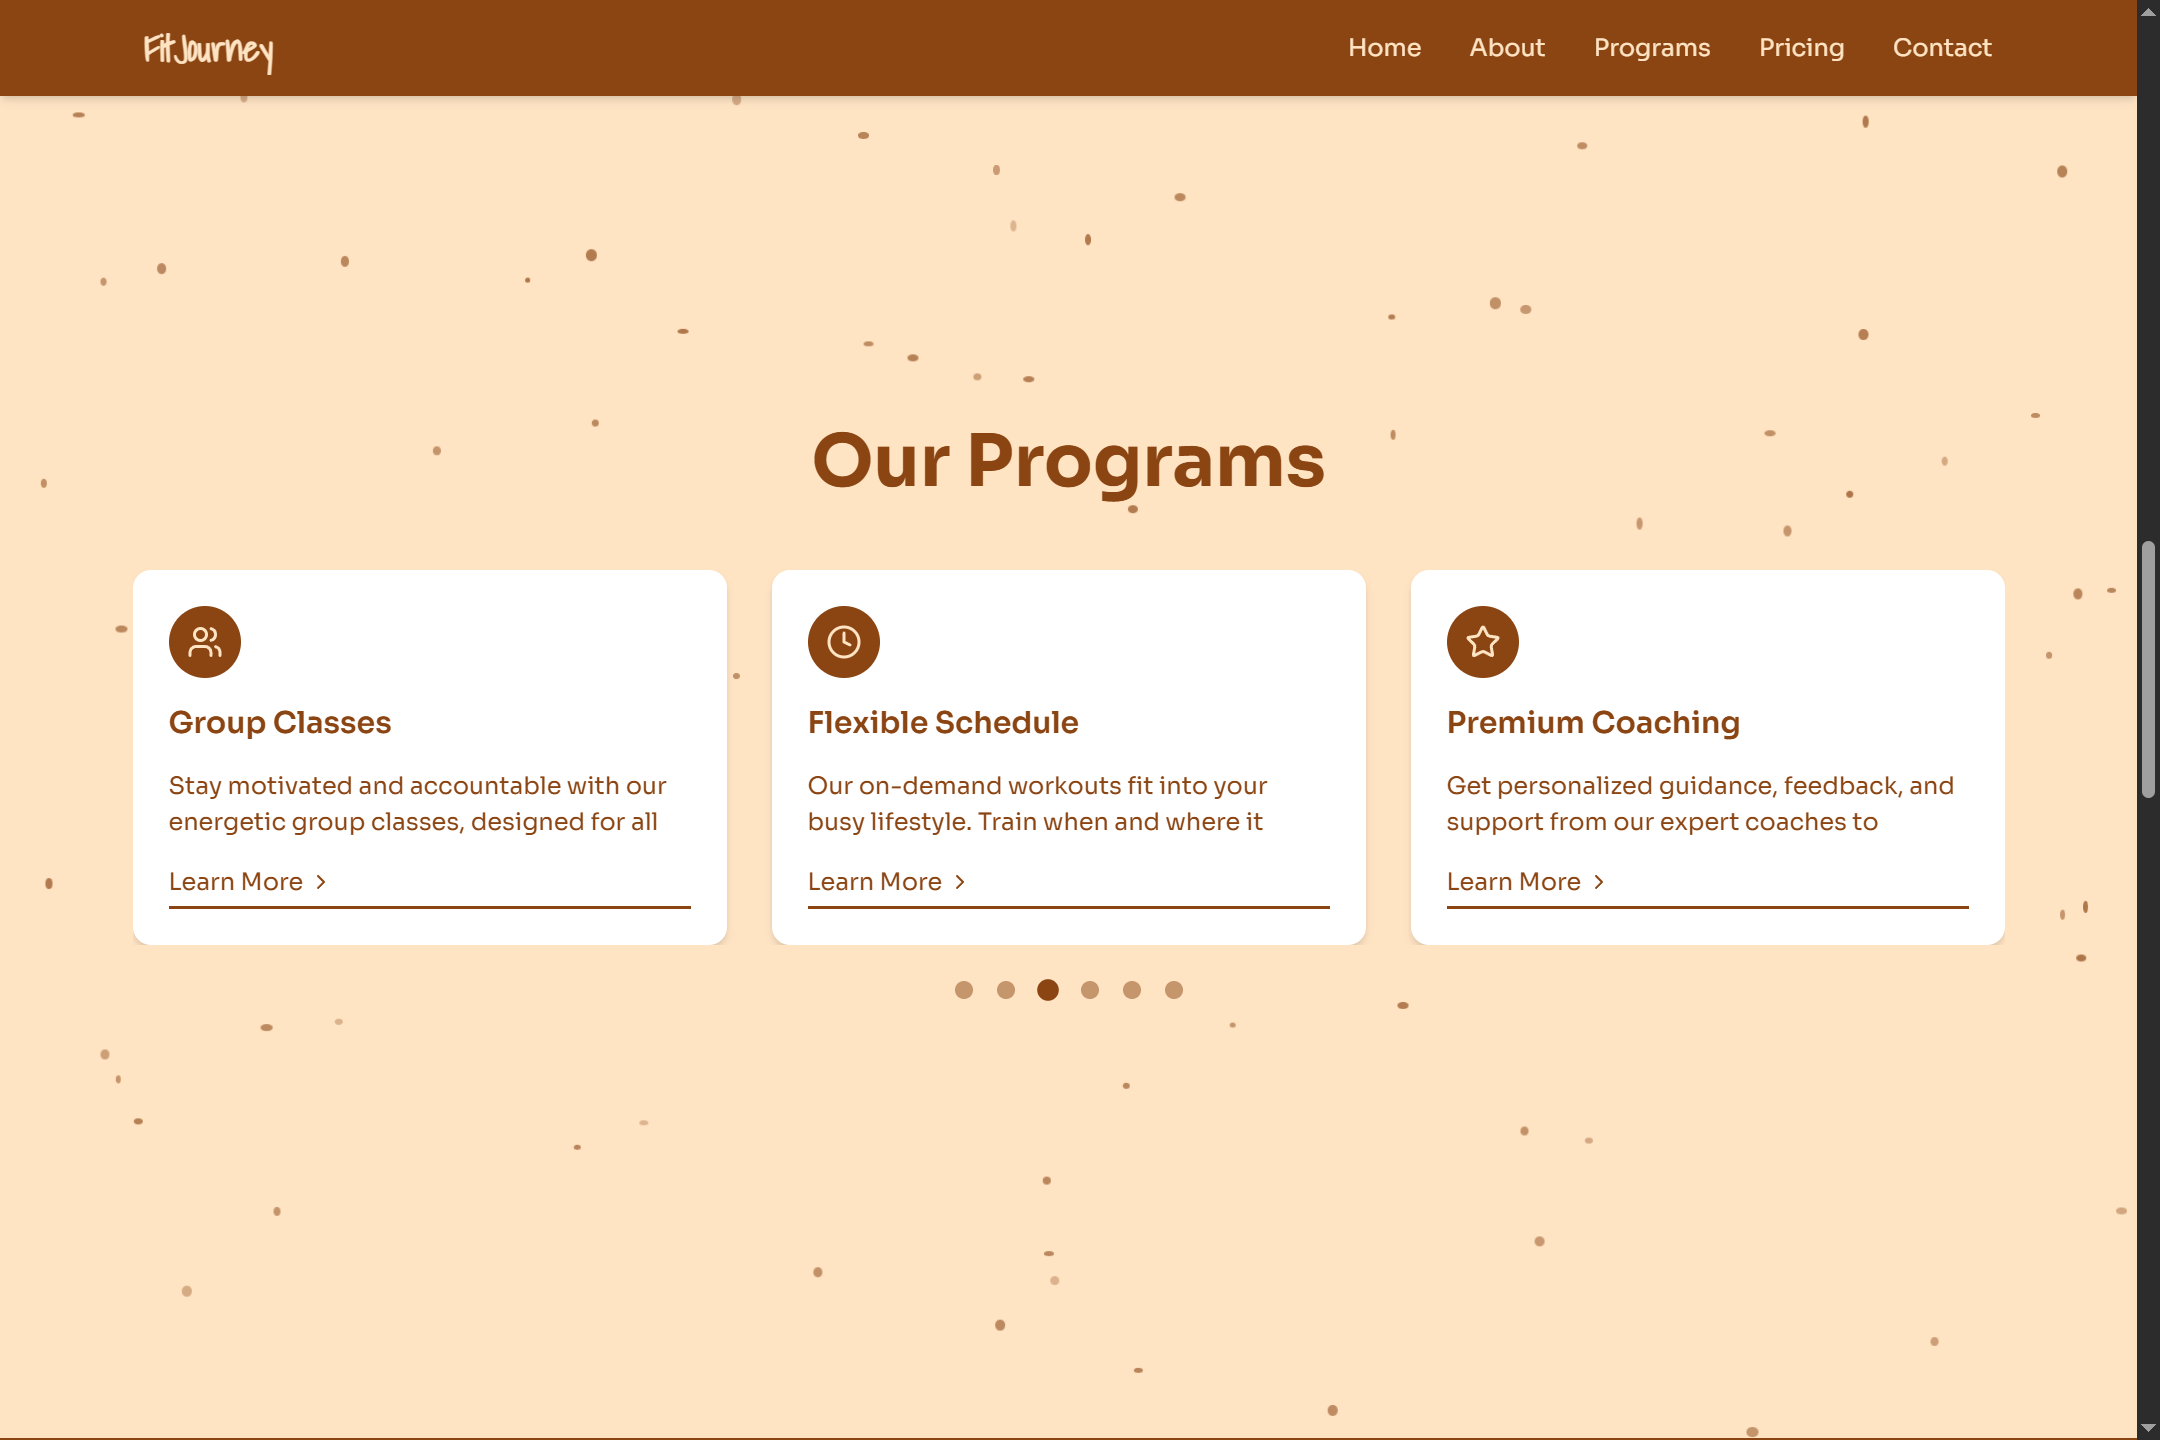 FitJourney
Home About Programs Pricing Contact
Our Programs
Group Classes
Stay motivated and accountable with our
energetic group classes, designed for all
Learn More
Flexible Schedule
Our on-demand workouts fit into your
busy lifestyle. Train when and where it
Learn More
Premium Coaching
Get personalized guidance, feedback, and
support from our expert coaches to
Learn More